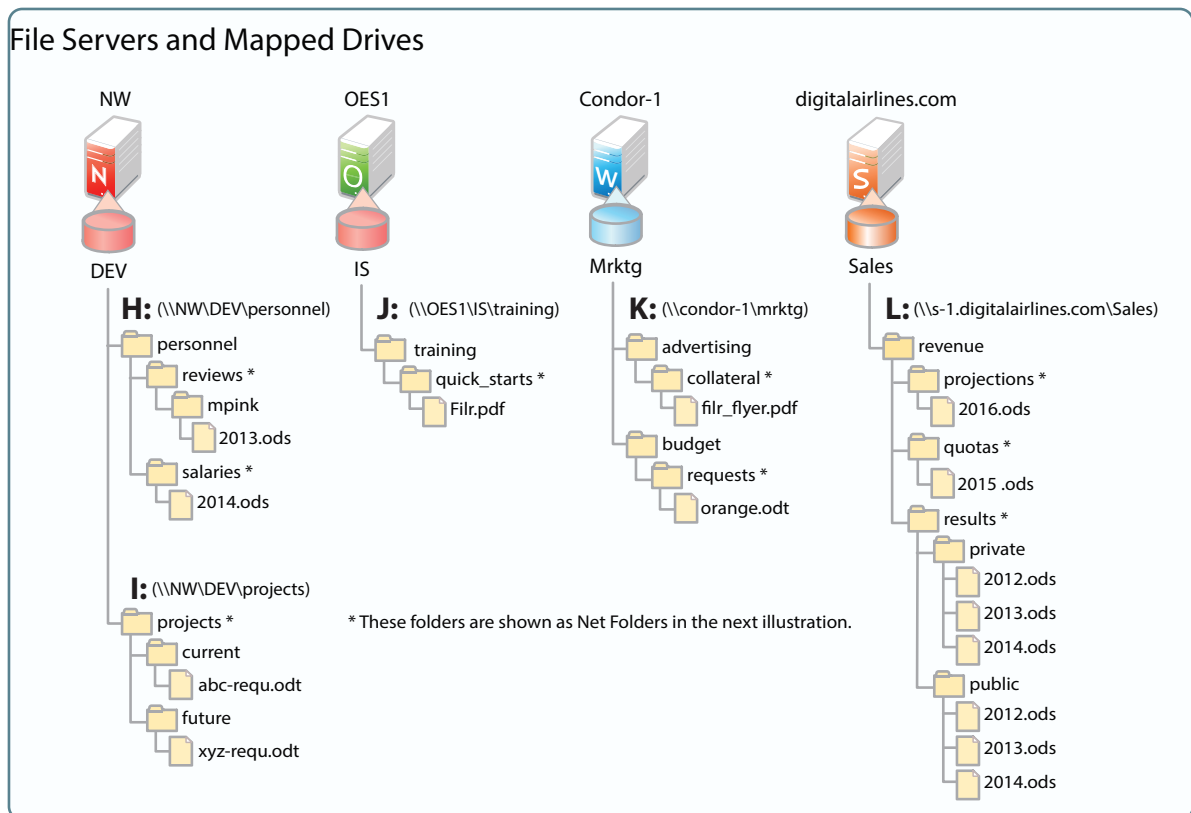 File Servers and Mapped Drives
NW
OES1
Condor-1
digitalairlines.com
N
O
W
S
DEV
IS
Mrktg
Sales
H: (\\NW\DEV\personnel)
personnel
reviews *
mpink
2013.ods
salaries *
2014.ods
I: (\\NW\DEV\projects)
projects *
current
abc-requ.odt
future
xyz-requ.odt
J: (\\OES1\IS\training)
training
quick_starts *
Filr.pdf
K: (\\condor-1\mrktg)
advertising
collateral *
filr_flyer.pdf
budget
requests *
orange.odt
L: (\\s-1.digitalairlines.com\Sales)
revenue
projections *
2016.ods
quotas *
2015 .ods
results *
private
2012.ods
2013.ods
2014.ods
public
2012.ods
2013.ods
2014.ods
* These folders are shown as Net Folders in the next illustration.